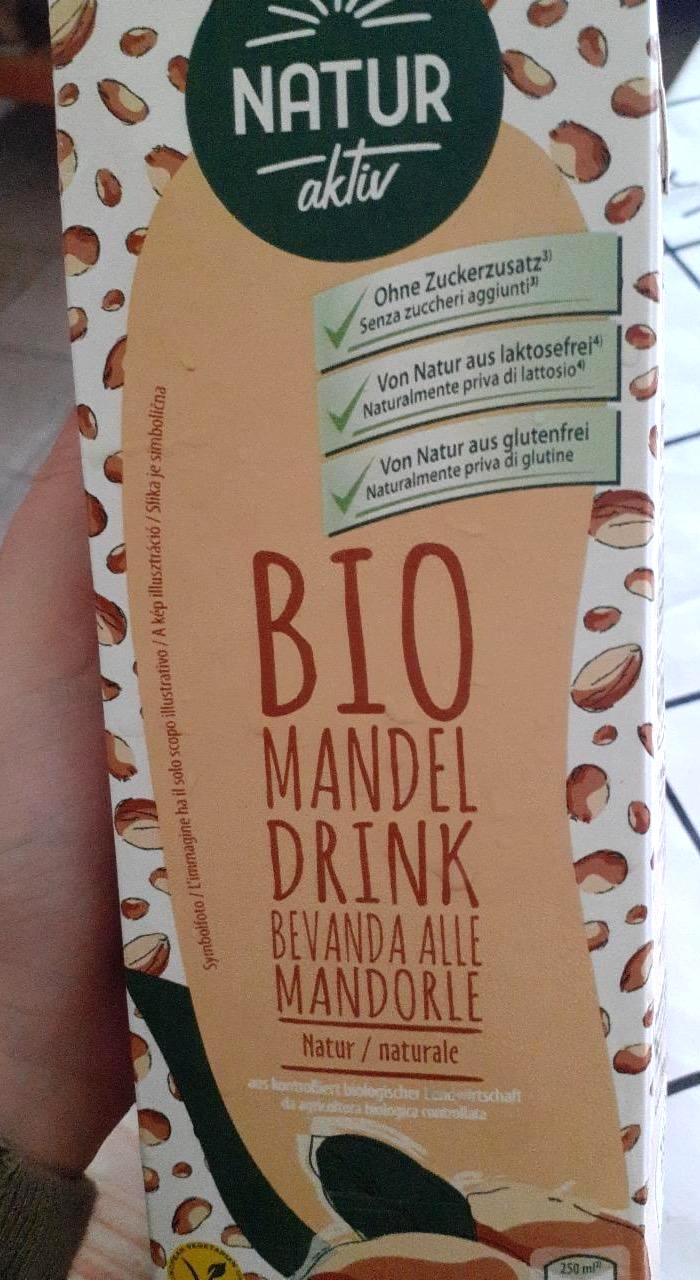 NATUR
aktiv
Ohne Zuckerzusatz3)
Senza zuccheri aggiunti3)
Von Natur aus laktosefrei4)
Naturalmente priva di lattosio4)
Von Natur aus glutenfrei
Naturalmente priva di glutine
Symbolfoto / L'immagine ha il solo scopo illustrativo / A kép illusztráció / Slika je simbolična
BIO
MANDEL
DRINK
BEVANDA ALLE
MANDORLE
Natur / naturale
aus kontrolliert biologischer Landwirtschaft
da agricoltura biologica controllata
250 ml2)